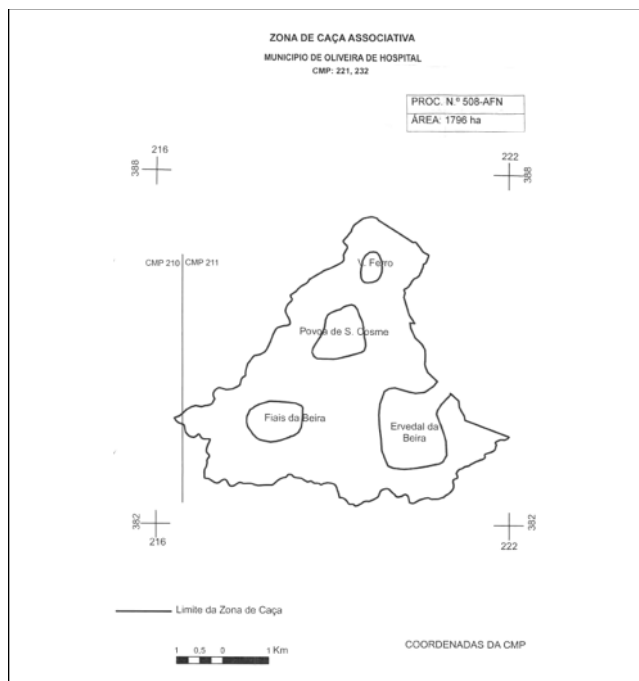 ZONA DE CAÇA ASSOCIATIVA
MUNICIPIO DE OLIVEIRA DE HOSPITAL
CMP: 221, 232
PROC. N.º 508-AFN
ÁREA: 1796 ha
216
388
222
388
CMP 210
CMP 211
V. Ferro
Povoa de S. Cosme
Fiais da Beira
Ervedal da
Beira
382
216
382
222
Limite da Zona de Caça
1 0,5 0 1 Km
COORDENADAS DA CMP